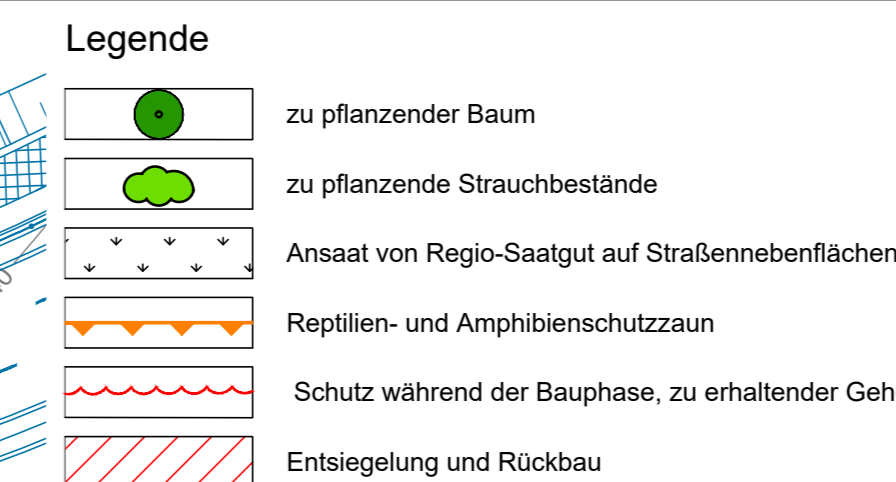 Legende
zu pflanzender Baum
zu pflanzende Strauchbestände
Ansaat von Regio-Saatgut auf Straßennebenflächen
Reptilien- und Amphibienschutzzaun
Schutz während der Bauphase, zu erhaltender
Entsiegelung und Rückbau